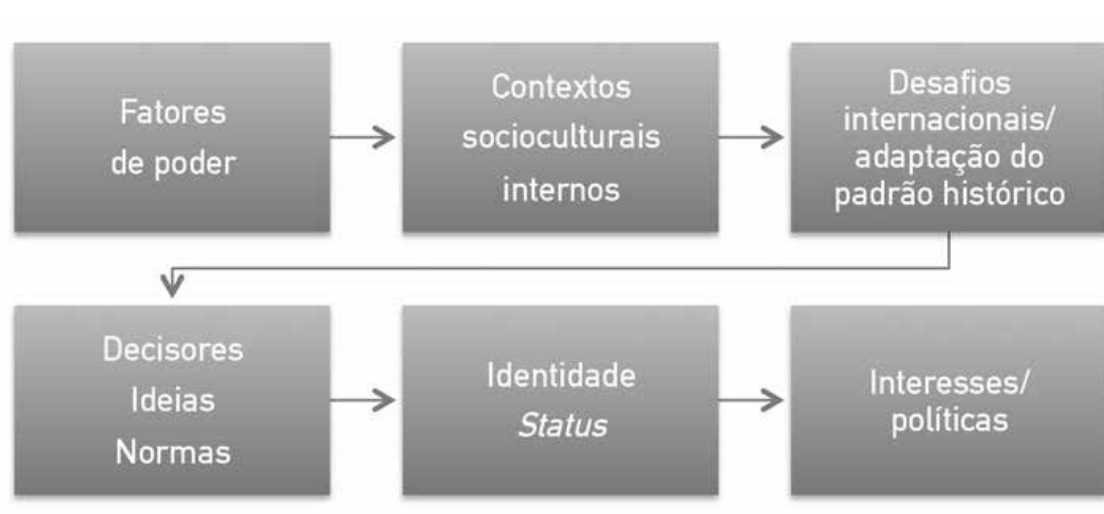 Fatores
de poder
Contextos
socioculturais
internos
Desafios
internacionais/
adaptação do
padrão histórico
Decisores
Ideias
Normas
Identidade
Status
Interesses/
políticas